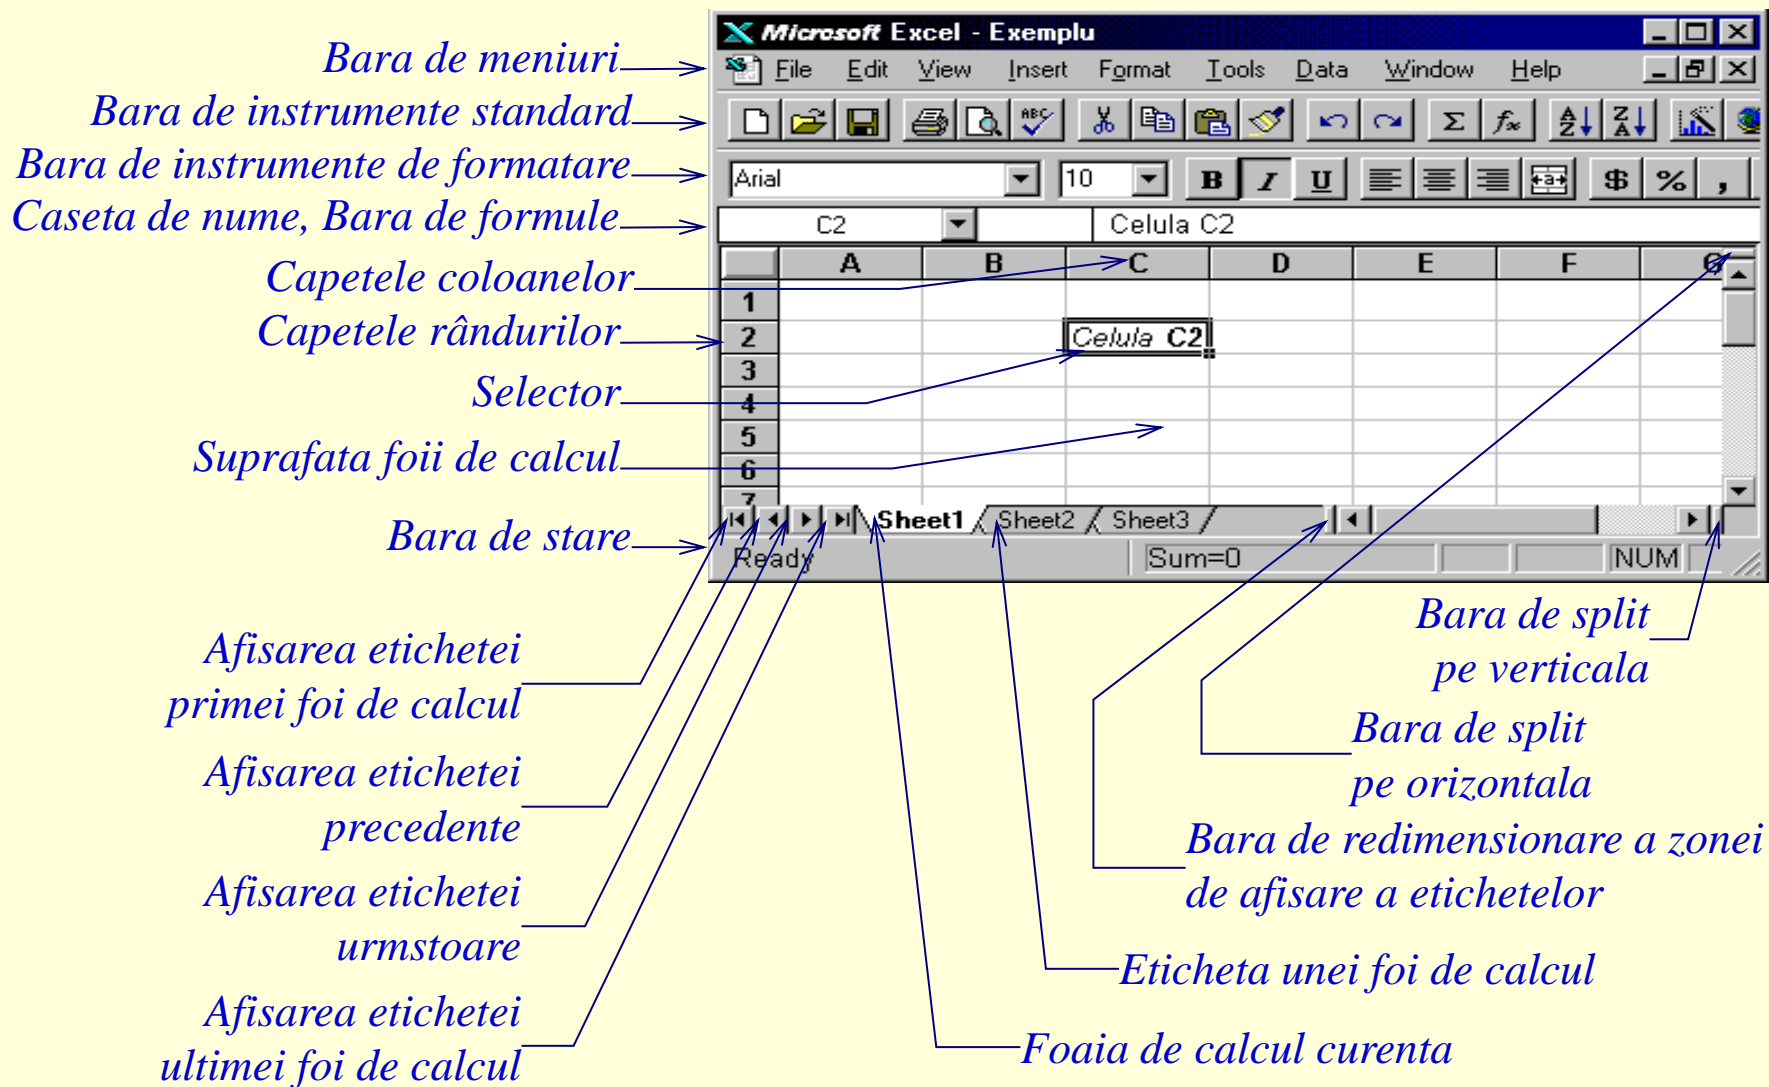 Microsoft Excel - Exemplu
Bara de meniuri
File Edit View Insert Format Tools Data Window Help
Bara de instrumente standard
ABC Σ fx A Z Z A
Bara de instrumente de formatare
Arial 10 B I U a $ % ,
Caseta de nume, Bara de formule
C2 Celula C2
Capetele coloanelor
A B C D E F G
1
Capetele rândurilor
2 Celula C2
3
Selector
4
5
Suprafata foii de calcul
6
7
Sheet1 Sheet2 Sheet3
Bara de stare
Ready Sum=0 NUM
Afisarea etichetei
primei foi de calcul
Afisarea etichetei
precedente
Afisarea etichetei
urmstoare
Afisarea etichetei
ultimei foi de calcul
Bara de split
pe verticala
Bara de split
pe orizontala
Bara de redimensionare a zonei
de afisare a etichetelor
Eticheta unei foi de calcul
Foaia de calcul curenta